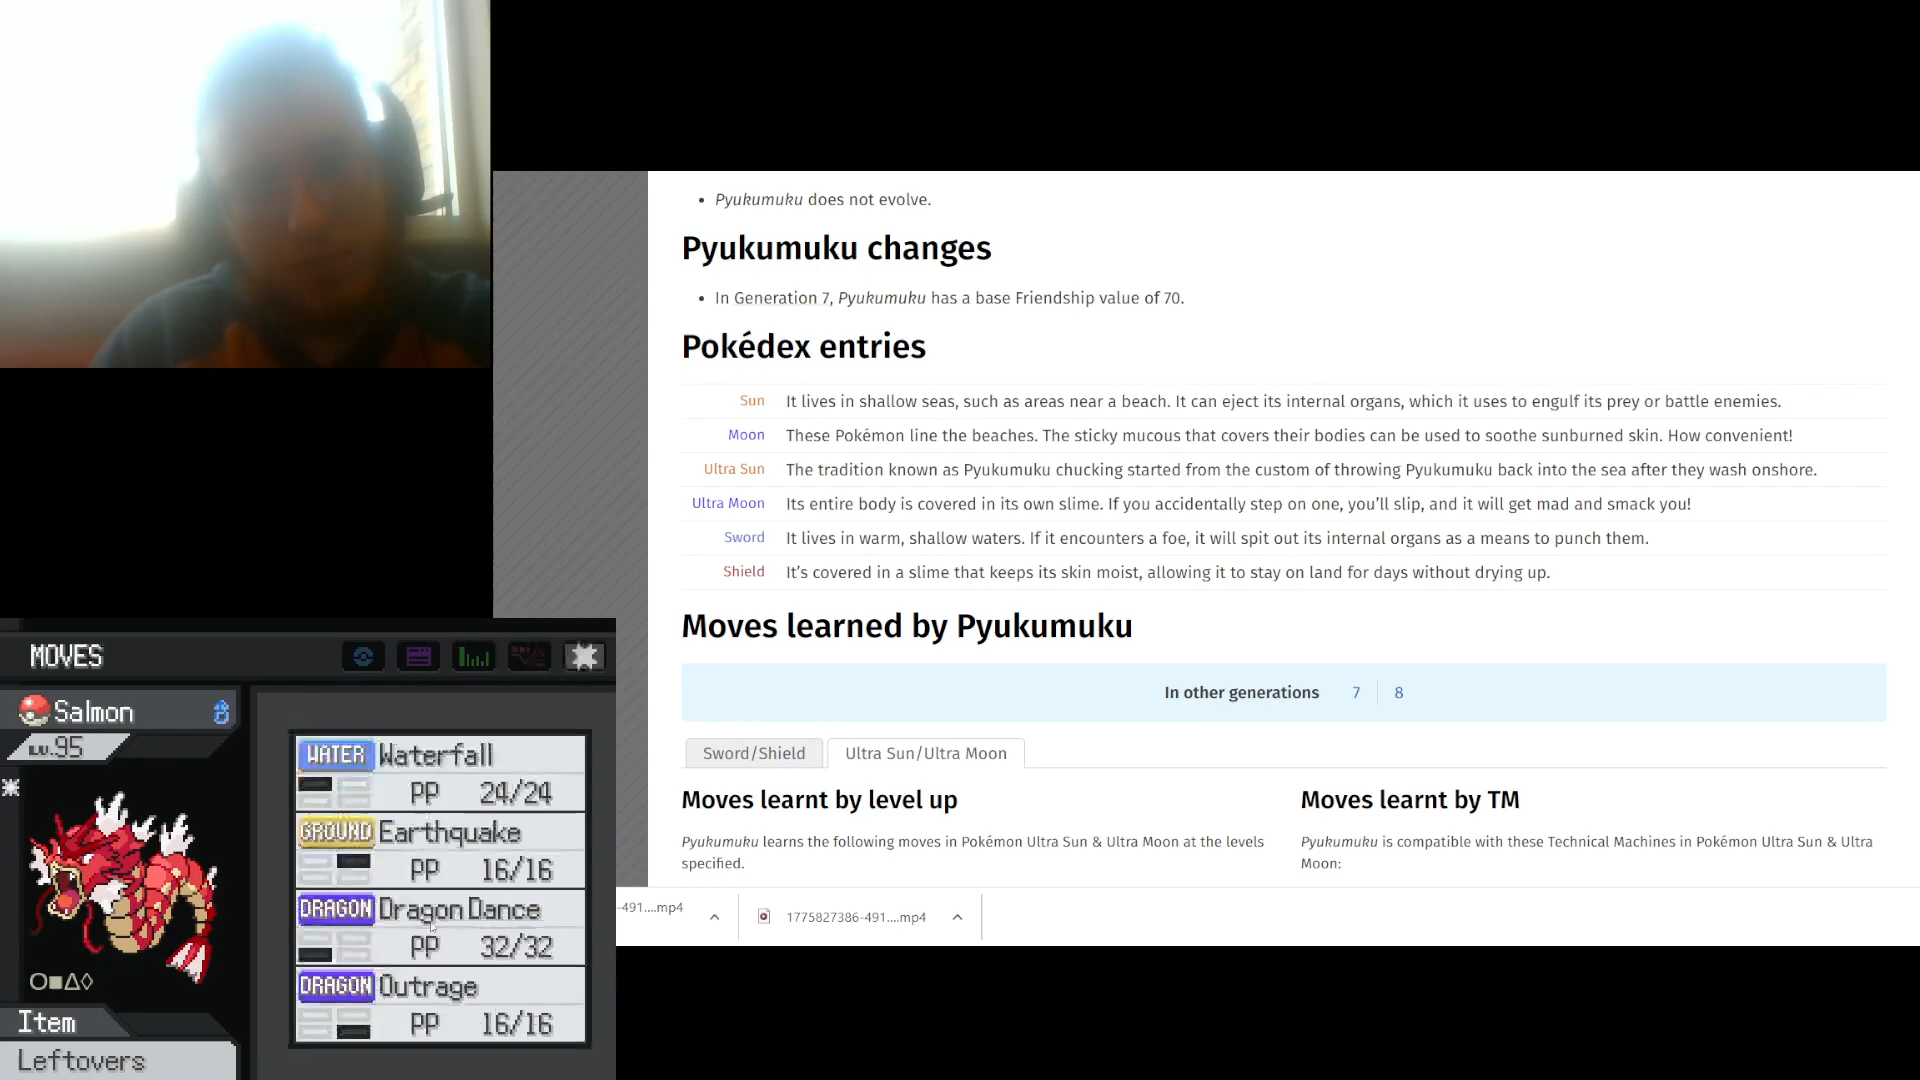 Pyukumuku does not evolve.
Pyukumuku changes
In Generation 7, Pyukumuku has a base Friendship value of 70.
Pokédex entries
Sun It lives in shallow seas, such as areas near a beach. It can eject its internal organs, which it uses to engulf its prey or battle enemies.
Moon These Pokémon line the beaches. The sticky mucous that covers their bodies can be used to soothe sunburned skin. How convenient!
Ultra Sun The tradition known as Pyukumuku chucking started from the custom of throwing Pyukumuku back into the sea after they wash onshore.
Ultra Moon Its entire body is covered in its own slime. If you accidentally step on one, you’ll slip, and it will get mad and smack you!
Sword It lives in warm, shallow waters. If it encounters a foe, it will spit out its internal organs as a means to punch them.
Shield It’s covered in a slime that keeps its skin moist, allowing it to stay on land for days without drying up.
Moves learned by Pyukumuku
In other generations 7 8
Sword/Shield Ultra Sun/Ultra Moon
Moves learnt by level up
Pyukumuku learns the following moves in Pokémon Ultra Sun & Ultra Moon at the levels
specified.
Moves learnt by TM
Pyukumuku is compatible with these Technical Machines in Pokémon Ultra Sun & Ultra
Moon:
-491....mp4 1775827386-491....mp4
MOVES
Salmon
Lv.95
Item
Leftovers
WATER Waterfall
PP 24/24
GROUND Earthquake
PP 16/16
DRAGON Dragon Dance
PP 32/32
DRAGON Outrage
PP 16/16